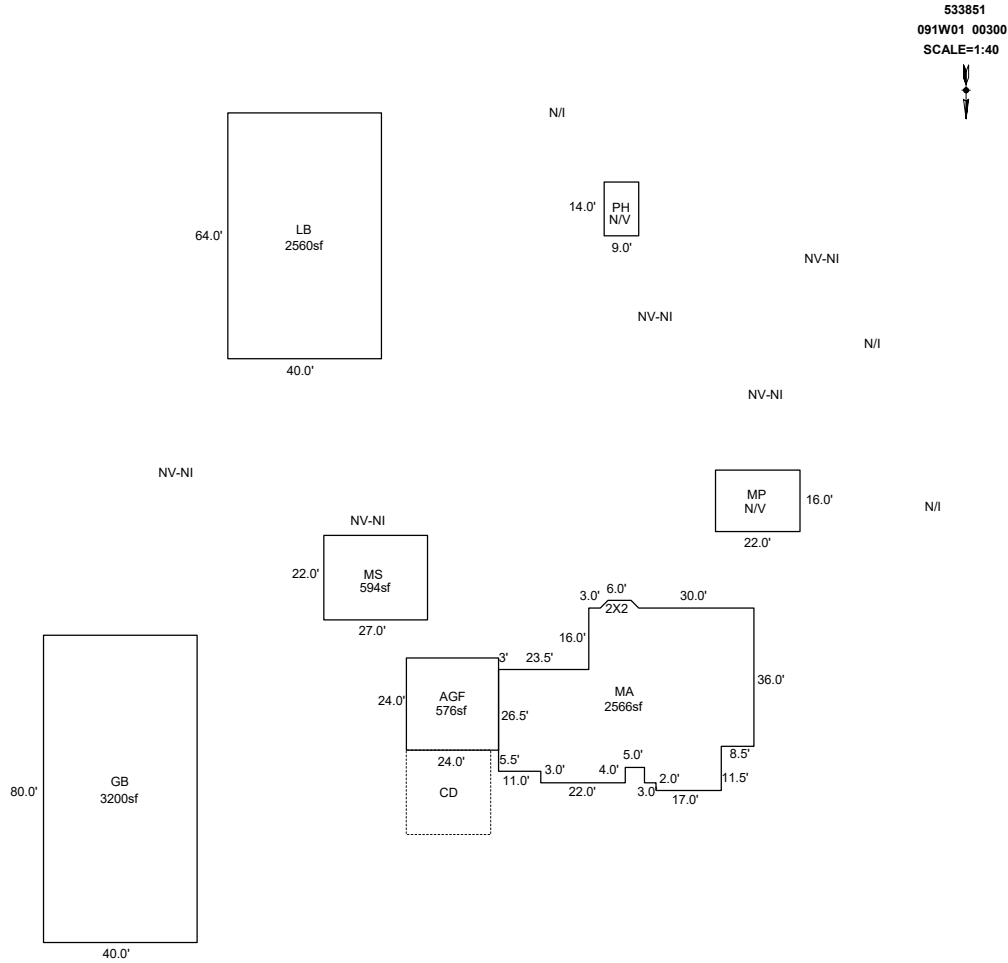 533851
091W01 00300
SCALE=1:40
N/I
64.0'
LB
2560sf
40.0'
14.0'
PH
N/V
9.0'
NV-NI
NV-NI
N/I
NV-NI
NV-NI
MP
N/V
16.0'
22.0'
N/I
NV-NI
22.0'
MS
594sf
27.0'
3.0'
6.0'
2X2
30.0'
16.0'
3'
23.5'
24.0'
AGF
576sf
26.5'
MA
2566sf
36.0'
24.0'
5.5'
11.0'
3.0'
22.0'
4.0'
5.0'
3.0'
2.0'
17.0'
11.5'
8.5'
CD
80.0'
GB
3200sf
40.0'